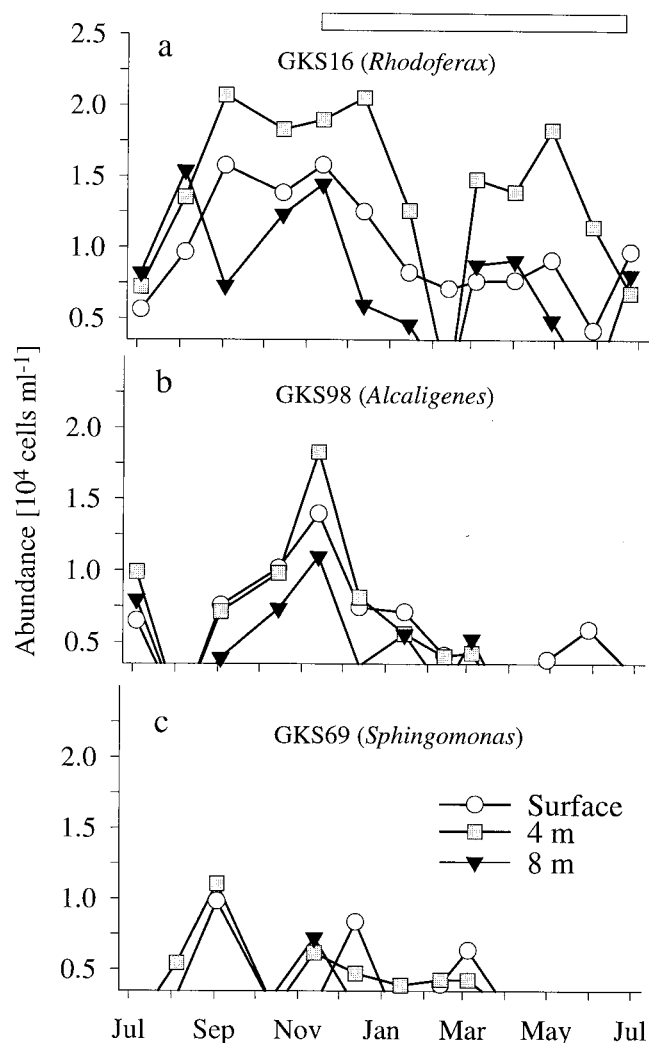 2.5
a
GKS16 (Rhodoferax)
2.0
1.5
1.0
0.5
b
GKS98 (Alcaligenes)
2.0
1.5
1.0
0.5
Abundance [10⁴ cells ml⁻¹]
c
GKS69 (Sphingomonas)
2.0
1.5
1.0
0.5
Surface
4 m
8 m
Jul Sep Nov Jan Mar May Jul